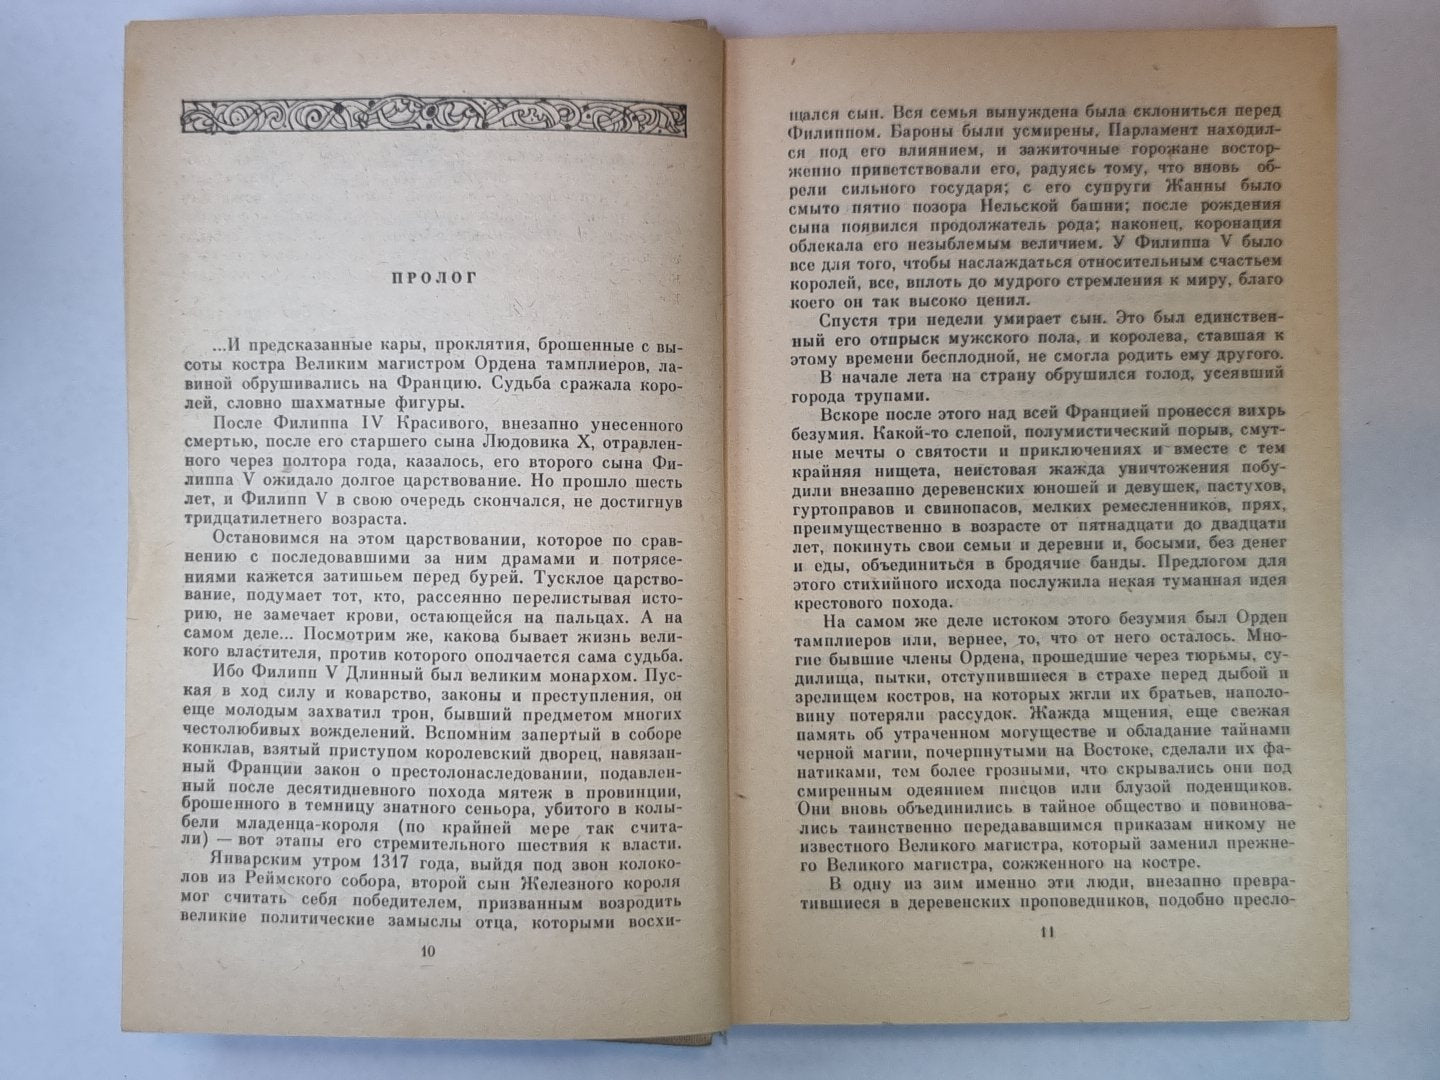 ПРОЛОГ
...И предсказанные кары, проклятия, брошенные с вы-
соты костра Великим магистром Ордена тамплиеров, ла-
виной обрушивались на Францию. Судьба сражала коро-
лей, словно шахматные фигуры.
После Филиппа IV Красивого, внезапно унесенного
смертью, после его старшего сына Людовика X, отравлен-
ного через полтора года, казалось, его второго сына Фи-
липпа V ожидало долгое царствование. Но прошло шесть
лет, и Филипп V в свою очередь скончался, не достигнув
тридцатилетнего возраста.
Остановимся на этом царствовании, которое по срав-
нению с последовавшими за ним драмами и потрясе-
ниями кажется затишьем перед бурей. Тусклое царство-
вание, подумает тот, кто, рассеянно перелистывая исто-
рию, не замечает крови, остающейся на пальцах. А на
самом деле... Посмотрим же, какова бывает жизнь вели-
кого властителя, против которого ополчается сама судьба.
Ибо Филипп V Длинный был великим монархом. Пус-
кая в ход силу и коварство, законы и преступления, он
еще молодым захватил трон, бывший предметом многих
честолюбивых вожделений. Вспомним запертый в соборе
конклав, взятый приступом королевский дворец, навязан-
ный Франции закон о престолонаследовании, подавлен-
ный после десятидневного похода мятеж в провинции,
брошенного в темницу знатного сеньора, убитого в колы-
бели младенца-короля (по крайней мере так счита-
ли) — вот этапы его стремительного шествия к власти.
Январским утром 1317 года, выйдя под звон колоко-
лов из Реймского собора, второй сын Железного короля
мог считать себя победителем, призванным возродить
великие политические замыслы отца, которыми восхи-
10
щался сын. Вся семья вынуждена была склониться перед
Филиппом. Бароны были усмирены, Парламент находил-
ся под его влиянием, и зажиточные горожане востор-
женно приветствовали его, радуясь тому, что вновь об-
рели сильного государя; с его супруги Жанны было
смыто пятно позора Нельской башни; после рождения
сына появился продолжатель рода; наконец, коронация
облекала его незыблемым величием. У Филиппа V было
все для того, чтобы наслаждаться относительным счастьем
королей, все, вплоть до мудрого стремления к миру, благо
коего он так высоко ценил.
Спустя три недели умирает сын. Это был единствен-
ный его отпрыск мужского пола, и королева, ставшая к
этому времени бесплодной, не смогла родить ему другого.
В начале лета на страну обрушился голод, усеявший
города трупами.
Вскоре после этого над всей Францией пронесся вихрь
безумия. Какой-то слепой, полумистический порыв, смут-
ные мечты о святости и приключениях и вместе с тем
крайняя нищета, неистовая жажда уничтожения побу-
дили внезапно деревенских юношей и девушек, пастухов,
гуртоправов и свинопасов, мелких ремесленников, прях,
преимущественно в возрасте от пятнадцати до двадцати
лет, покинуть свои семьи и деревни и, босыми, без денег
и еды, объединиться в бродячие банды. Предлогом для
этого стихийного исхода послужила некая туманная идея
крестового похода.
На самом же деле истоком этого безумия был Орден
тамплиеров или, вернее, то, что от него осталось. Мно-
гие бывшие члены Ордена, прошедшие через тюрьмы, су-
дилища, пытки, отступившиеся в страхе перед дыбой и
зрелищем костров, на которых жгли их братьев, наполо-
вину потеряли рассудок. Жажда мщения, еще свежая
память об утраченном могуществе и обладание тайнами
черной магии, почерпнутыми на Востоке, сделали их фа-
натиками, тем более грозными, что скрывались они под
смиренным одеянием писцов или блузой поденщиков.
Они вновь объединились в тайное общество и повинова-
лись таинственно передававшимся приказам никому не
известного Великого магистра, который заменил прежне-
го Великого магистра, сожженного на костре.
В одну из зим именно эти люди, внезапно превра-
тившиеся в деревенских проповедников, подобно пресло-
11